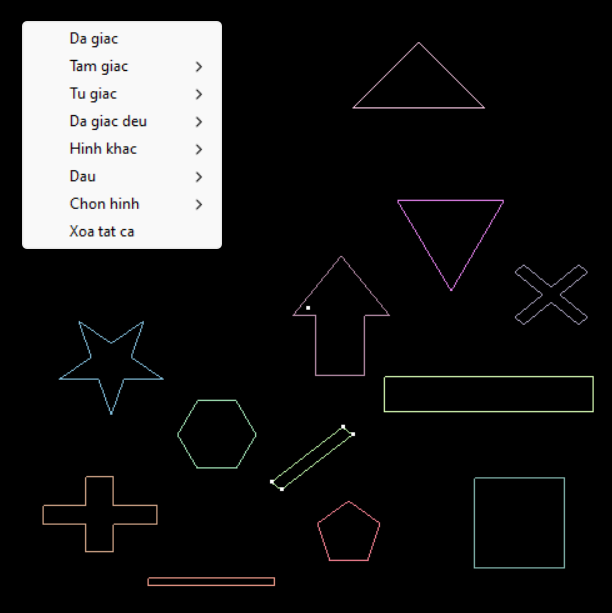 Da giac
Tam giac
Tu giac
Da giac deu
Hinh khac
Dau
Chon hinh
Xoa tat ca